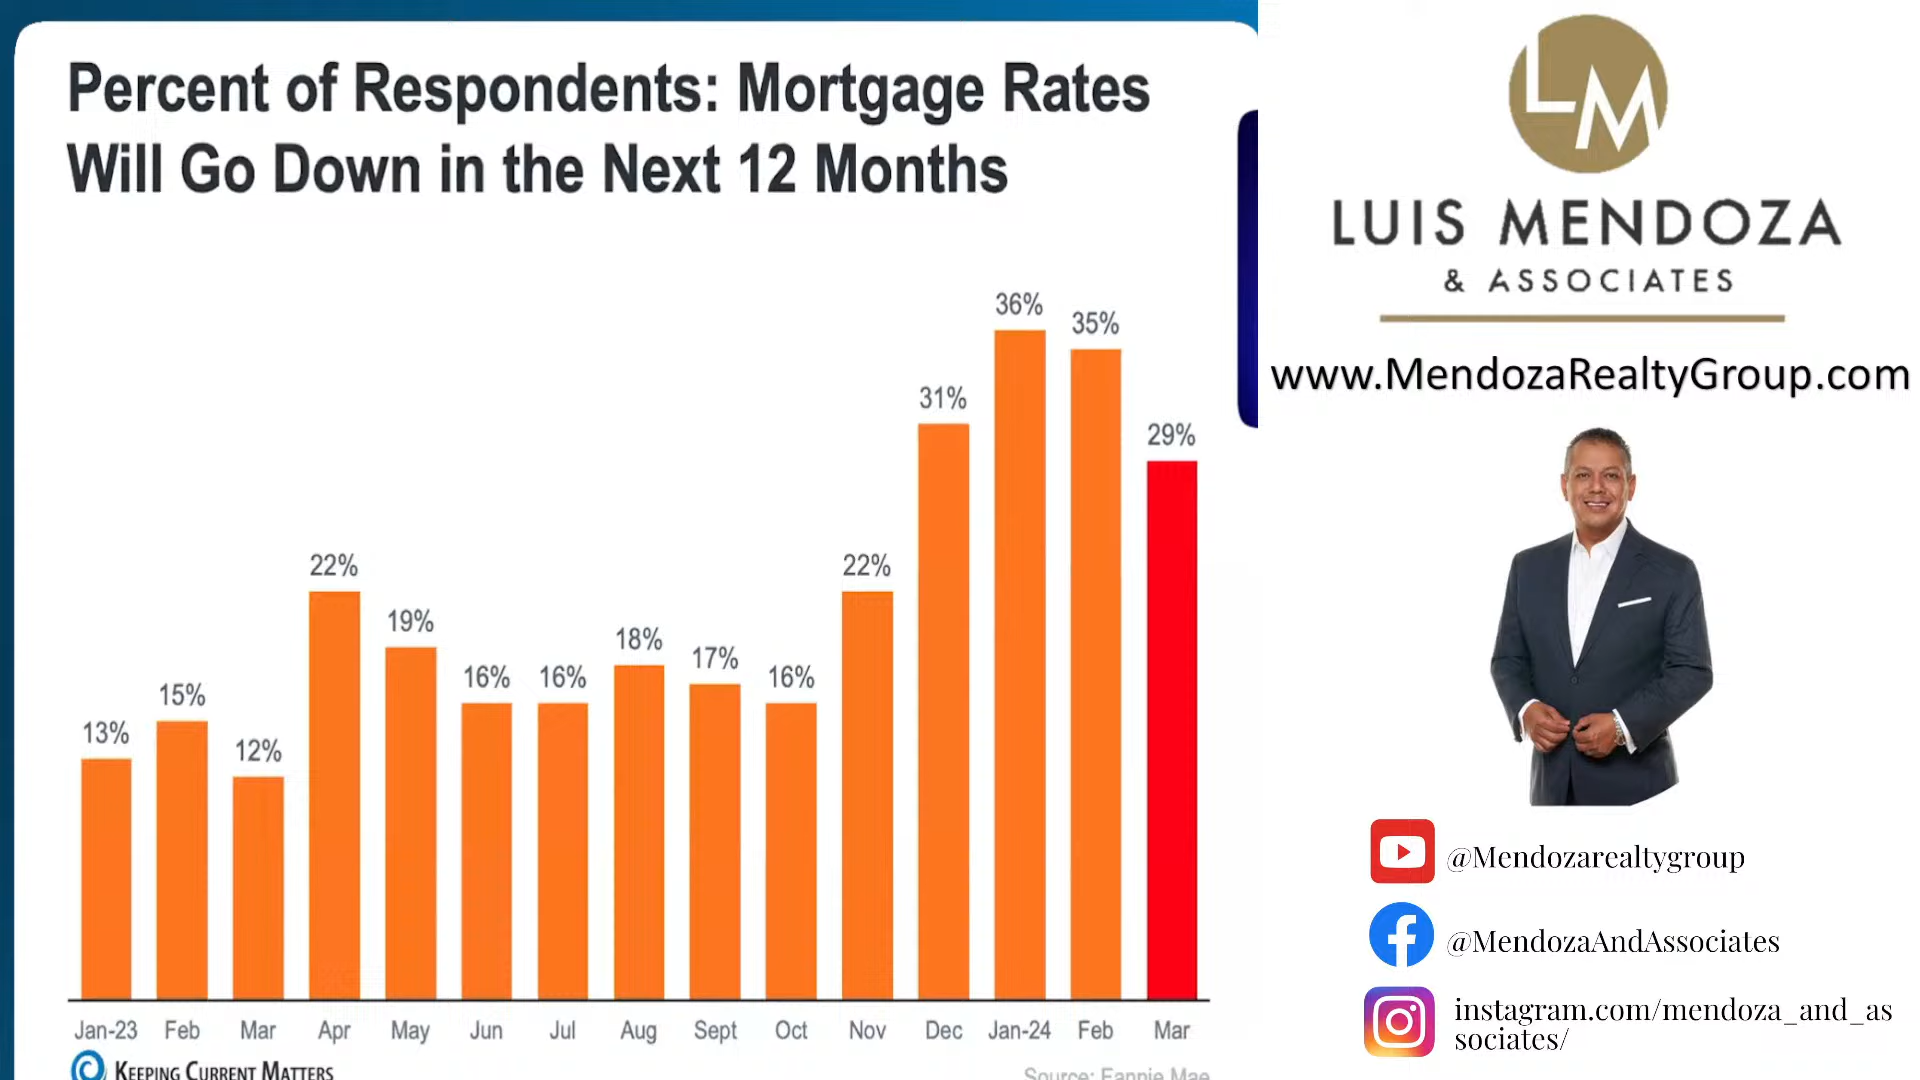 Percent of Respondents: Mortgage Rates
Will Go Down in the Next 12 Months
13%
15%
12%
22%
19%
16%
16%
18%
17%
16%
22%
31%
36%
35%
29%
Jan-23 Feb Mar Apr May Jun Jul Aug Sept Oct Nov Dec Jan-24 Feb Mar
KEEPING CURRENT MATTERS
Source: Fannie Mae
LM
LUIS MENDOZA
& ASSOCIATES
www.MendozaRealtyGroup.com
@Mendozarealtygroup
@MendozaAndAssociates
instagram.com/mendoza_and_as
sociates/